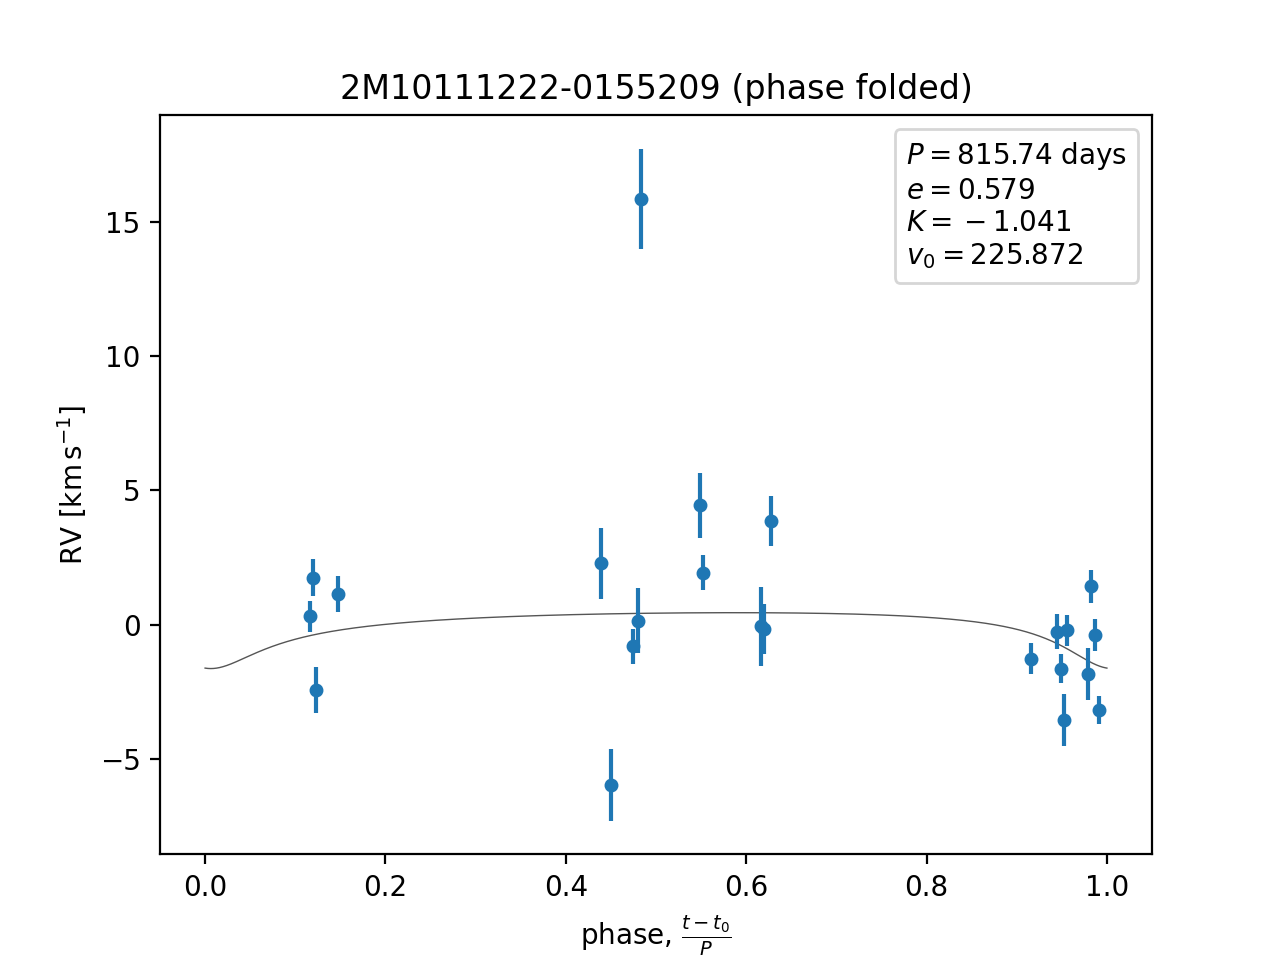 2M10111222-0155209 (phase folded)
P = 815.74 days
e = 0.579
K = −1.041
v₀ = 225.872
15
10
5
0
−5
RV [km s⁻¹]
0.0 0.2 0.4 0.6 0.8 1.0
phase, (t − t₀)/P